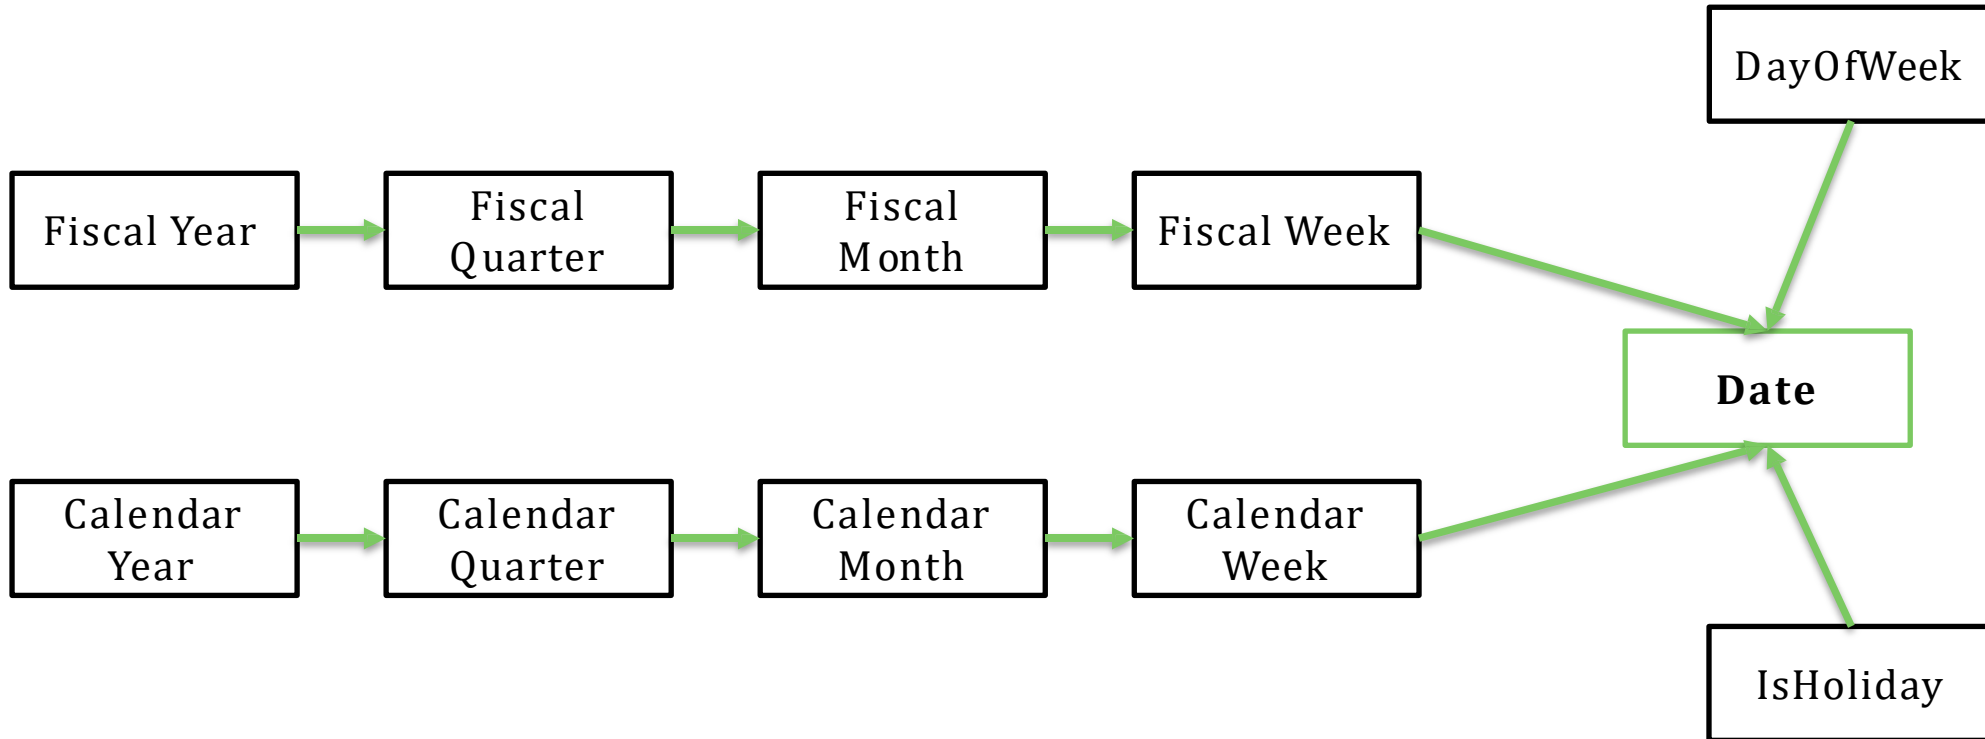 DayOfWeek
Fiscal Year
Fiscal
Quarter
Fiscal
Month
Fiscal Week
Date
Calendar
Year
Calendar
Quarter
Calendar
Month
Calendar
Week
IsHoliday